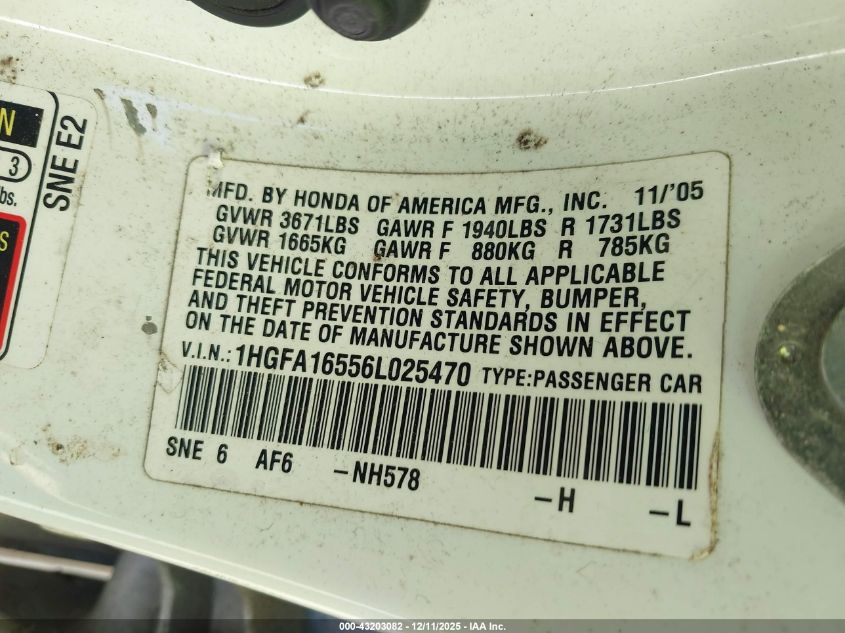 N
3
bs.
S
SNE E2
MFD. BY HONDA OF AMERICA MFG., INC. 11/'05
GVWR 3671LBS GAWR F 1940LBS R 1731LBS
GVWR 1665KG GAWR F 880KG R 785KG
THIS VEHICLE CONFORMS TO ALL APPLICABLE
FEDERAL MOTOR VEHICLE SAFETY, BUMPER,
AND THEFT PREVENTION STANDARDS IN EFFECT
ON THE DATE OF MANUFACTURE SHOWN ABOVE.
V.I.N.: 1HGFA16556L025470 TYPE:PASSENGER CAR
SNE 6 AF6 -NH578 -H -L
000-43203082 - 12/11/2025 - IAA Inc.